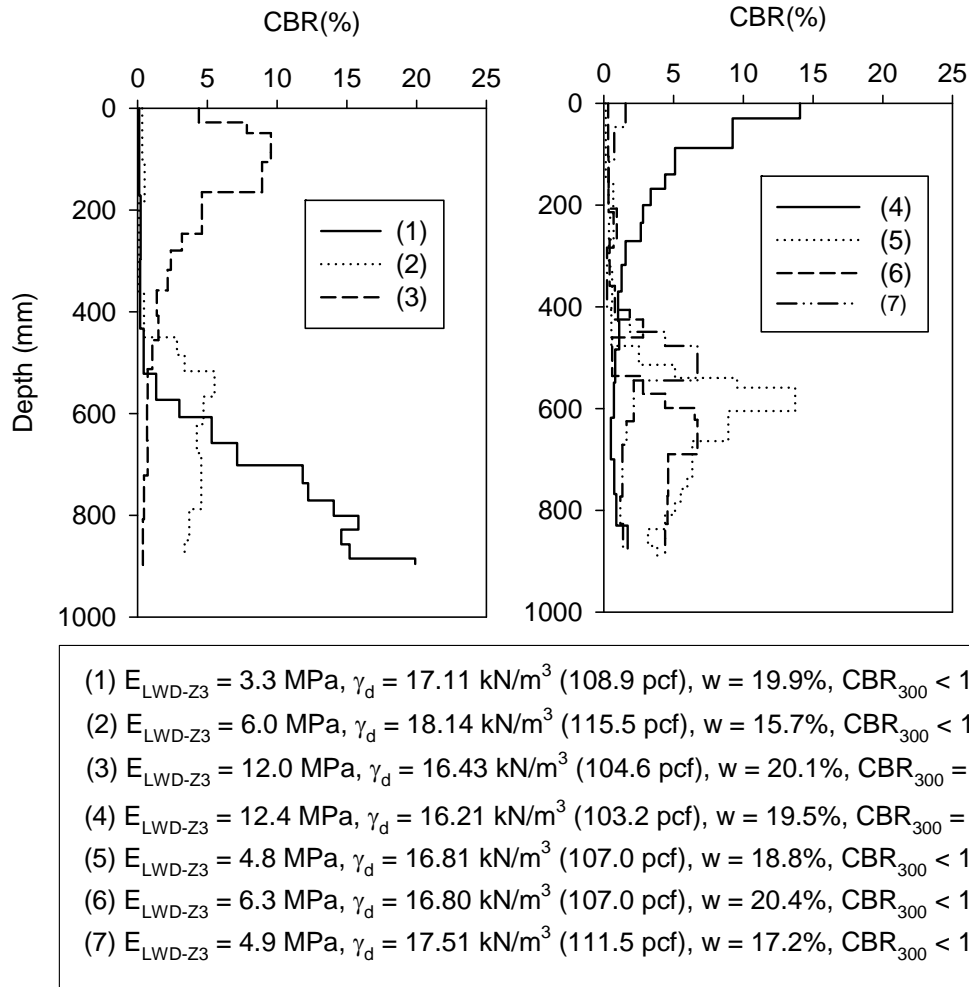 CBR(%)
0 5 10 15 20 25
Depth (mm)
0
200
400
600
800
1000
(1)
(2)
(3)
CBR(%)
0 5 10 15 20 25
0
200
400
600
800
1000
(4)
(5)
(6)
(7)
(1) E_LWD-Z3 = 3.3 MPa, γ_d = 17.11 kN/m³ (108.9 pcf), w = 19.9%, CBR_300 < 1
(2) E_LWD-Z3 = 6.0 MPa, γ_d = 18.14 kN/m³ (115.5 pcf), w = 15.7%, CBR_300 < 1
(3) E_LWD-Z3 = 12.0 MPa, γ_d = 16.43 kN/m³ (104.6 pcf), w = 20.1%, CBR_300 =
(4) E_LWD-Z3 = 12.4 MPa, γ_d = 16.21 kN/m³ (103.2 pcf), w = 19.5%, CBR_300 =
(5) E_LWD-Z3 = 4.8 MPa, γ_d = 16.81 kN/m³ (107.0 pcf), w = 18.8%, CBR_300 < 1
(6) E_LWD-Z3 = 6.3 MPa, γ_d = 16.80 kN/m³ (107.0 pcf), w = 20.4%, CBR_300 < 1
(7) E_LWD-Z3 = 4.9 MPa, γ_d = 17.51 kN/m³ (111.5 pcf), w = 17.2%, CBR_300 < 1